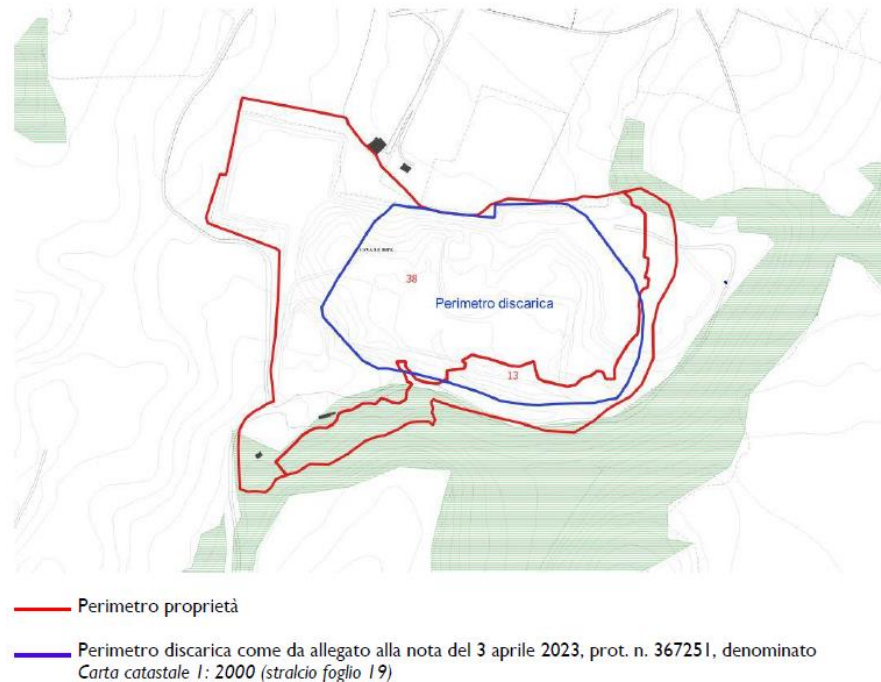 38
Perimetro discarica
13
Perimetro proprietà
Perimetro discarica come da allegato alla nota del 3 aprile 2023, prot. n. 367251, denominato
Carta catastale 1: 2000 (stralcio foglio 19)